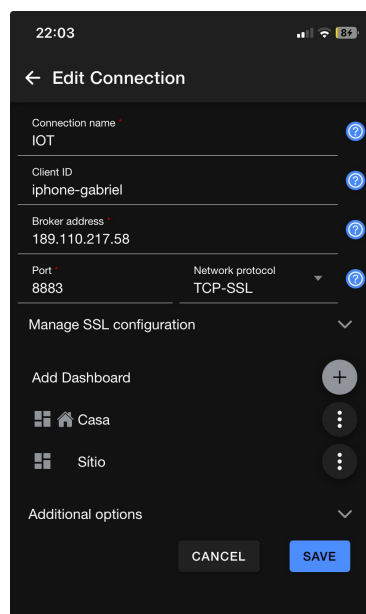 22:03
84
Edit Connection
Connection name *
IOT
Client ID
iphone-gabriel
Broker address *
189.110.217.58
Port *
Network protocol
8883
TCP-SSL
Manage SSL configuration
Add Dashboard
Casa
Sítio
Additional options
CANCEL
SAVE